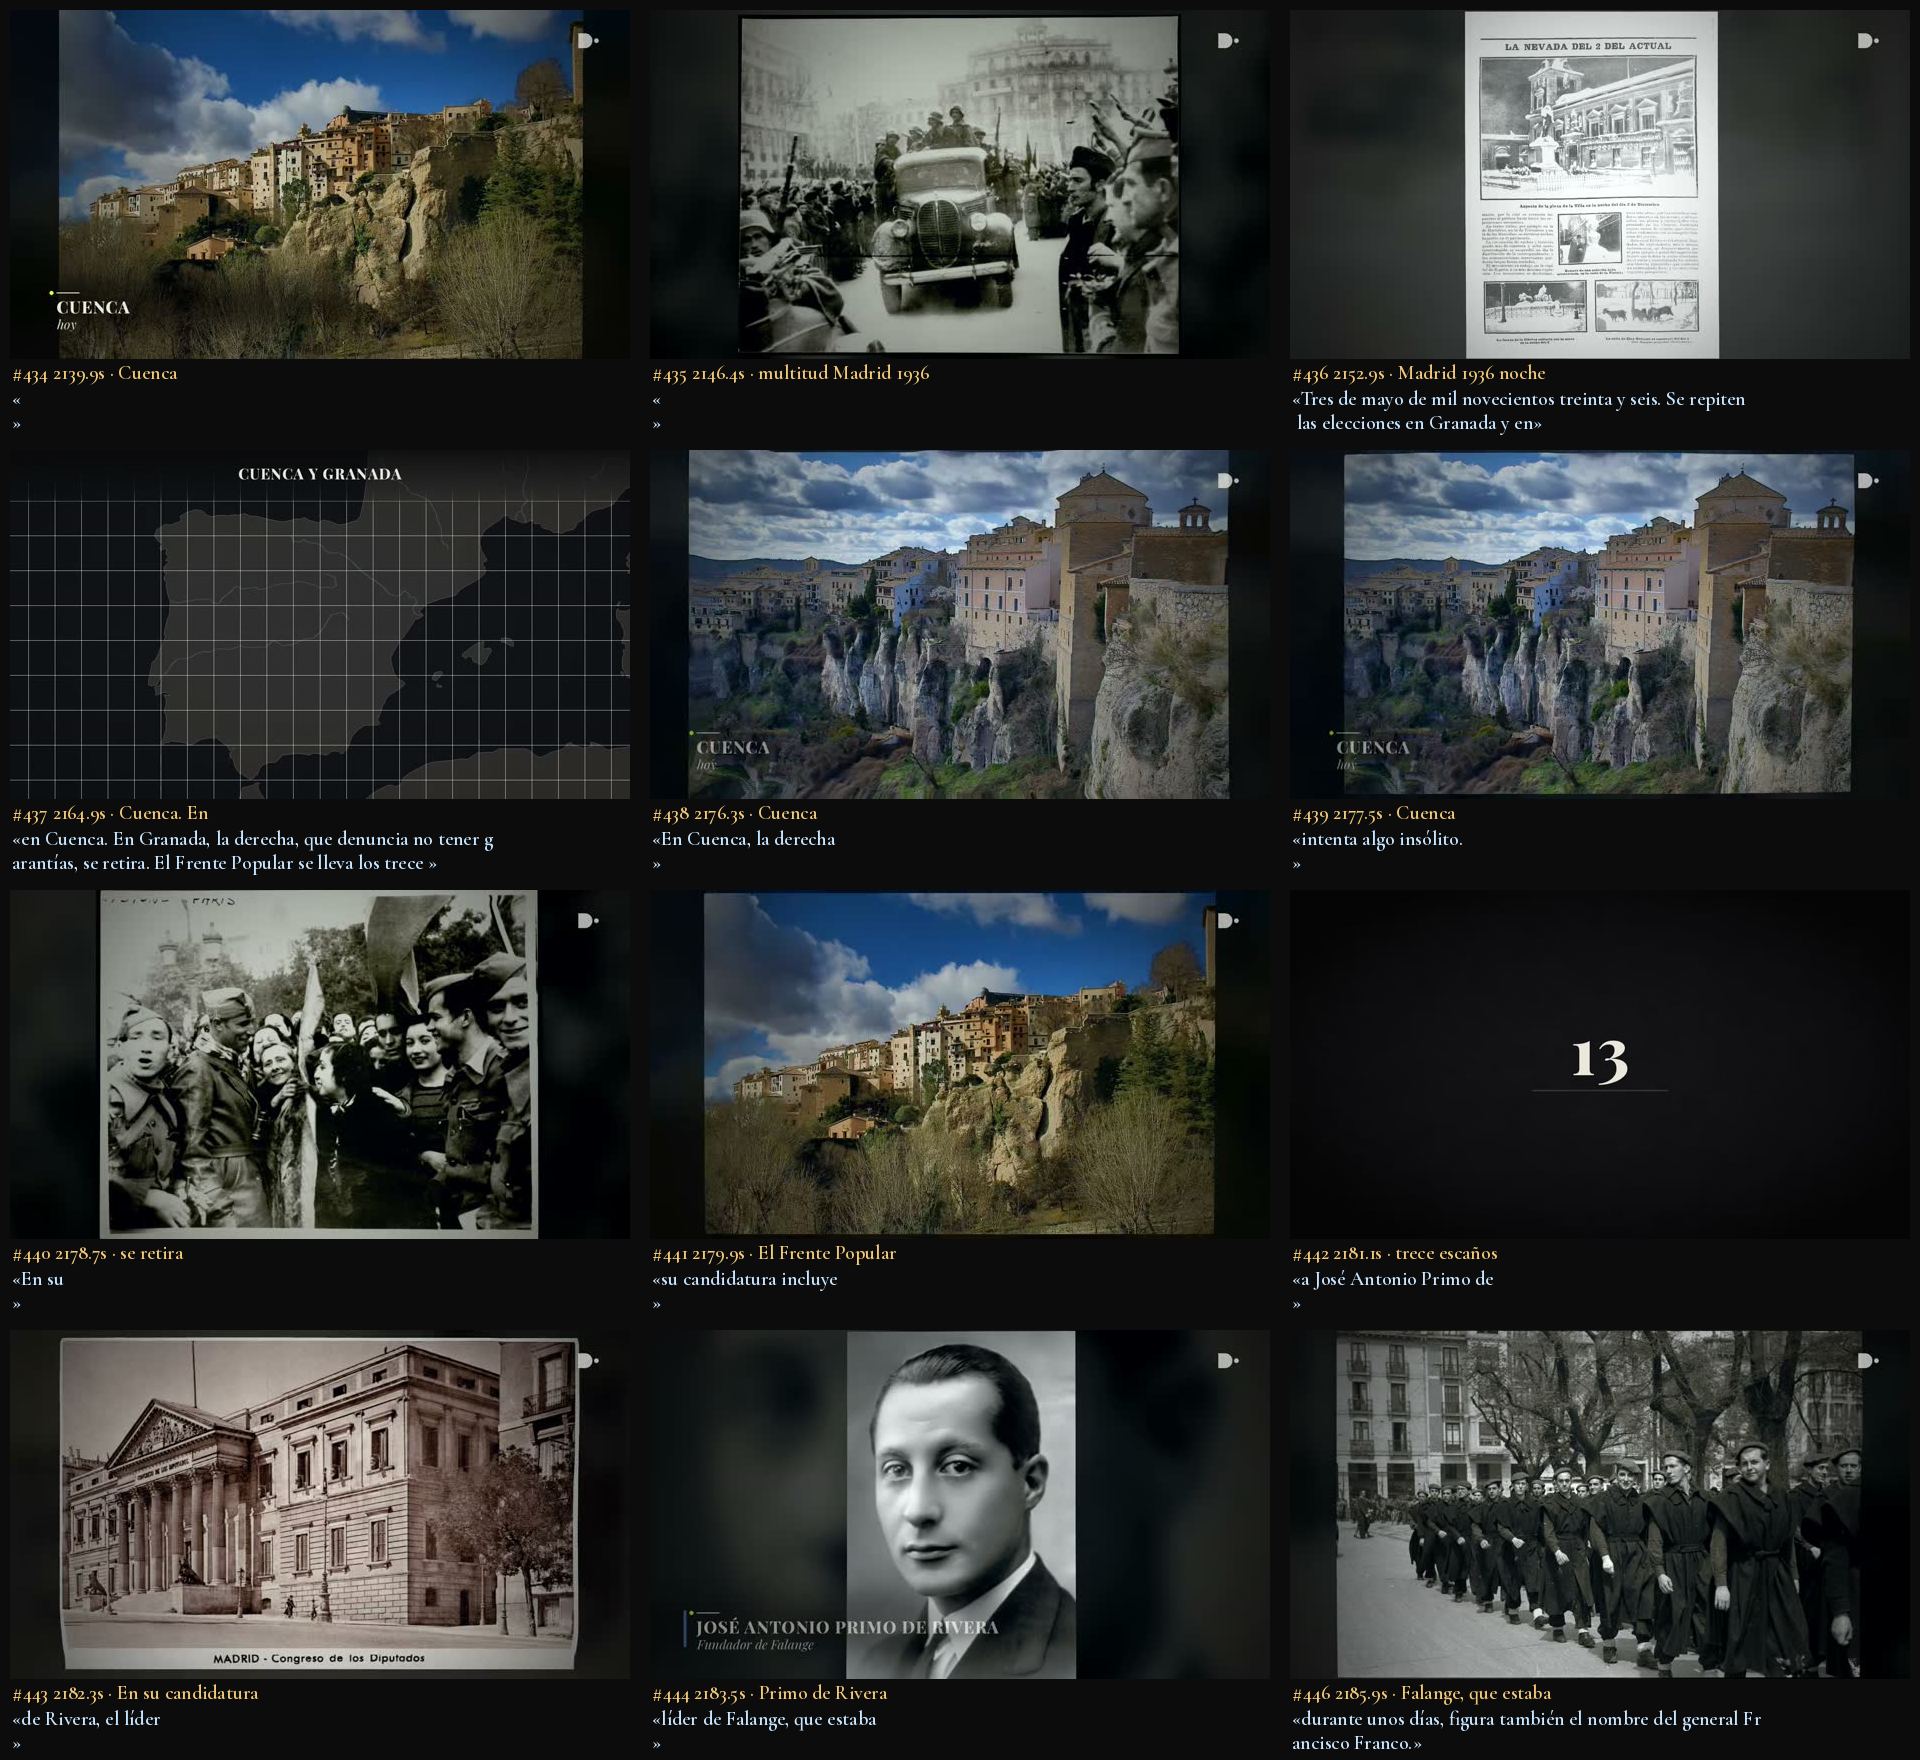 CUENCA
hoy
#434 2139.9s · Cuenca
«
»
#435 2146.4s · multitud Madrid 1936
«
»
LA NEVADA DEL 2 DEL ACTUAL
#436 2152.9s · Madrid 1936 noche
«Tres de mayo de mil novecientos treinta y seis. Se repiten
las elecciones en Granada y en»
CUENCA Y GRANADA
#437 2164.9s · Cuenca. En
«en Cuenca. En Granada, la derecha, que denuncia no tener g
arantías, se retira. El Frente Popular se lleva los trece »
CUENCA
hoy
#438 2176.3s · Cuenca
«En Cuenca, la derecha
»
CUENCA
hoy
#439 2177.5s · Cuenca
«intenta algo insólito.
»
PARIS
#440 2178.7s · se retira
«En su
»
#441 2179.9s · El Frente Popular
«su candidatura incluye
»
13
#442 2181.1s · trece escaños
«a José Antonio Primo de
»
MADRID - Congreso de los Diputados
#443 2182.3s · En su candidatura
«de Rivera, el líder
»
JOSÉ ANTONIO PRIMO DE RIVERA
Fundador de Falange
#444 2183.5s · Primo de Rivera
«líder de Falange, que estaba
»
#446 2185.9s · Falange, que estaba
«durante unos días, figura también el nombre del general Fr
ancisco Franco.»